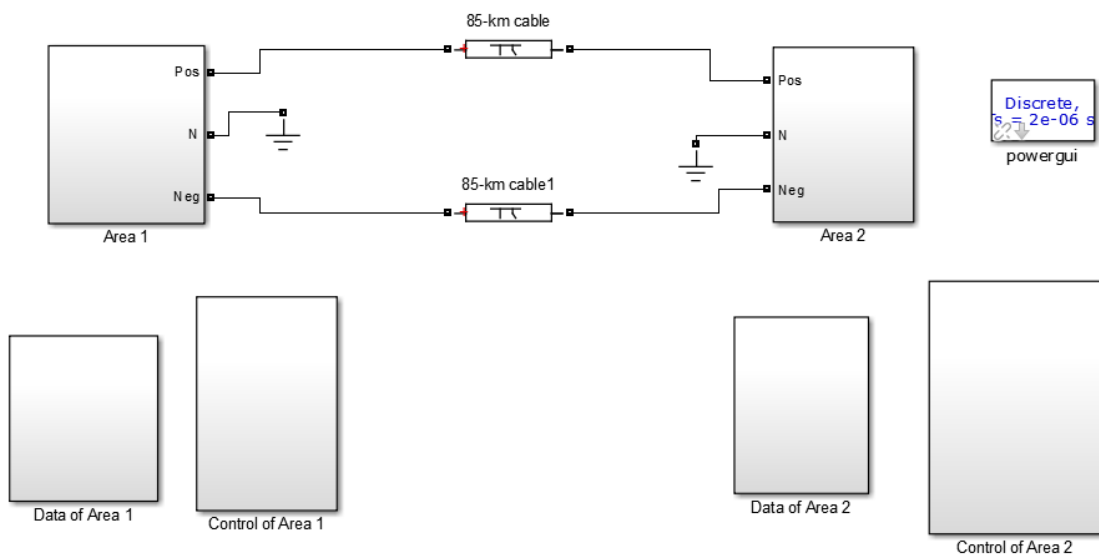 85-km cable
Pos
N
Neg
Area 1
Pos
N
Neg
Area 2
Discrete,
Ts = 2e-06 s
powergui
85-km cable1
Data of Area 1
Control of Area 1
Data of Area 2
Control of Area 2